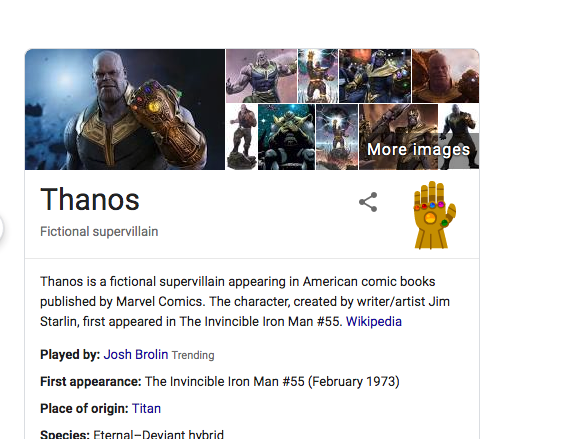 More images
Thanos
Fictional supervillain
Thanos is a fictional supervillain appearing in American comic books
published by Marvel Comics. The character, created by writer/artist Jim
Starlin, first appeared in The Invincible Iron Man #55. Wikipedia
Played by: Josh Brolin Trending
First appearance: The Invincible Iron Man #55 (February 1973)
Place of origin: Titan
Species: Eternal–Deviant hybrid